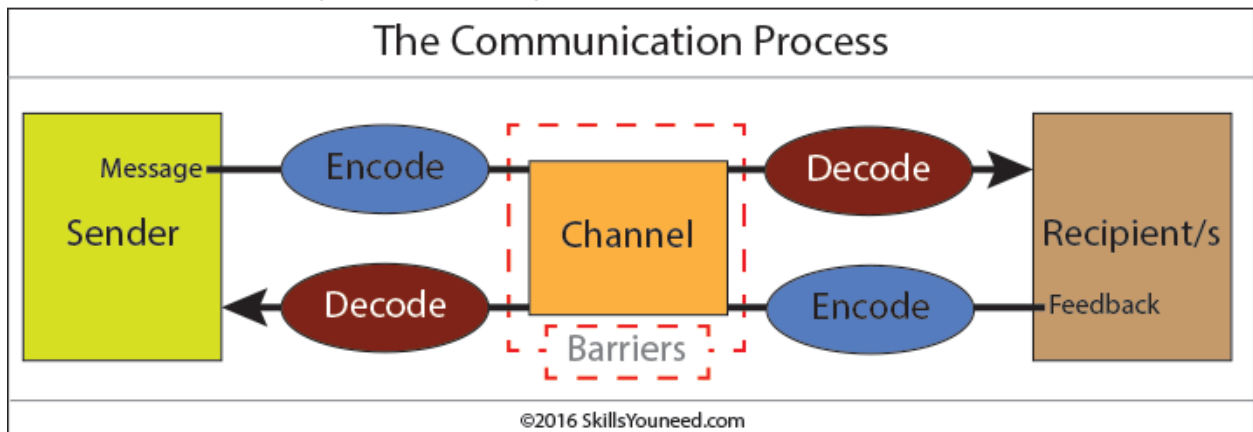 The Communication Process
Message
Encode
Decode
Sender
Channel
Recipient/s
Decode
Encode
Feedback
Barriers
©2016 SkillsYouneed.com